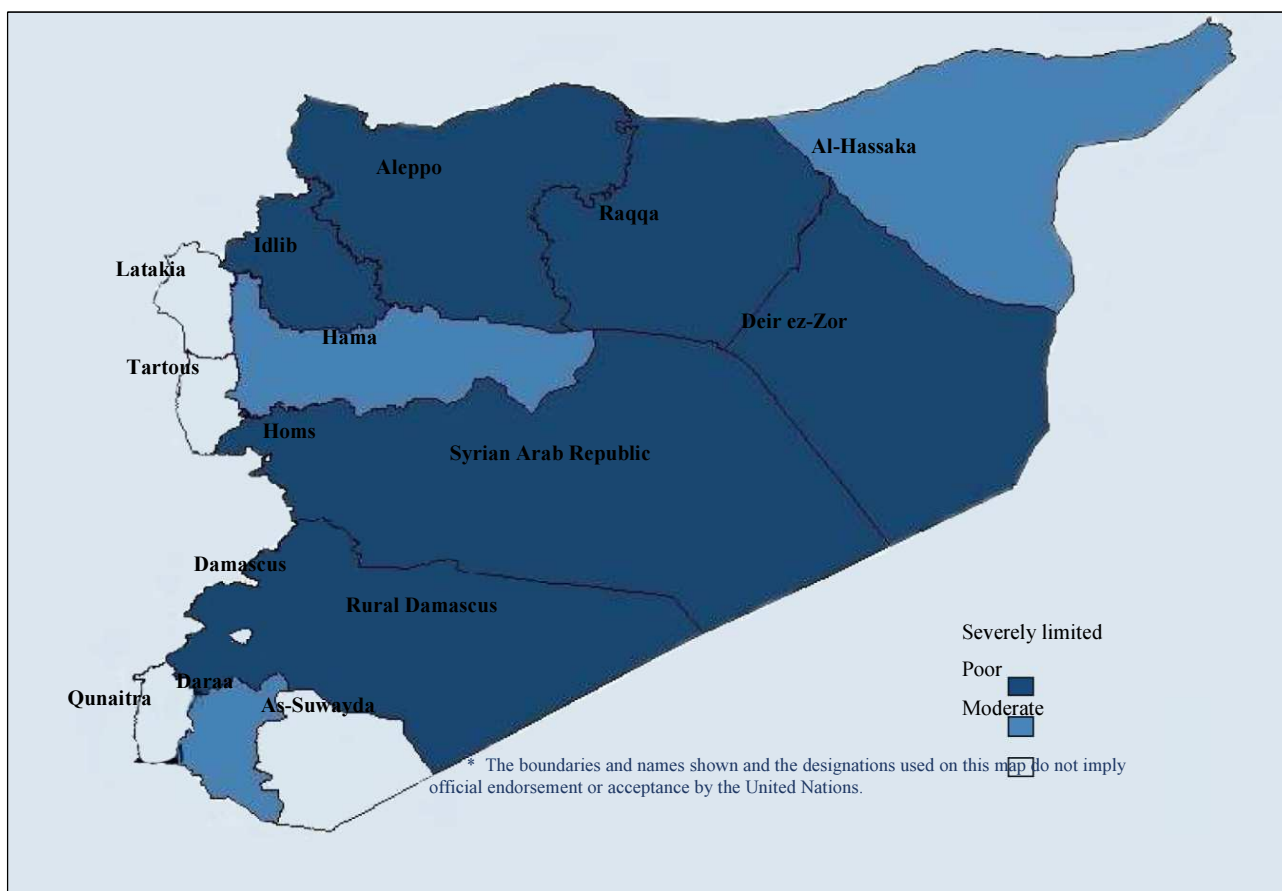 Al-Hassaka
Aleppo
Raqqa
Idlib
Latakia
Deir ez-Zor
Hama
Tartous
Homs
Syrian Arab Republic
Damascus
Rural Damascus
Severely limited
Poor
Qunaitra
Daraa
As-Suwayda
Moderate
* The boundaries and names shown and the designations used on this map do not imply
official endorsement or acceptance by the United Nations.